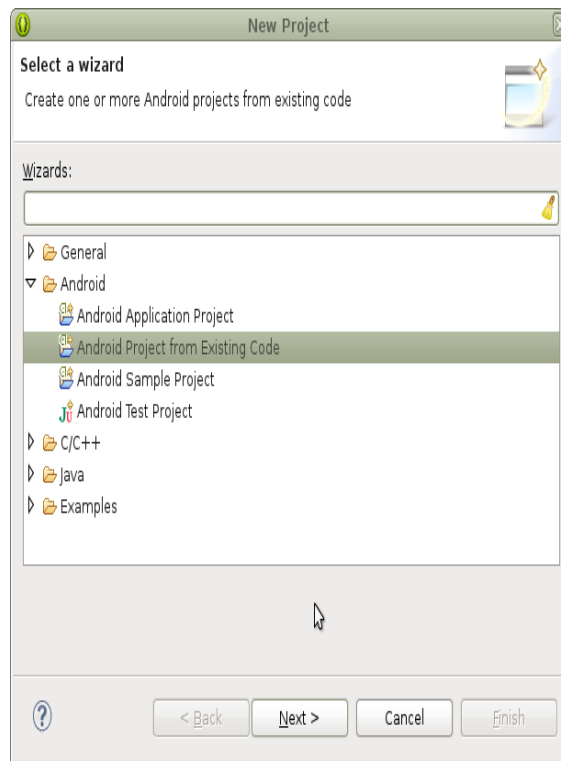 New Project
Select a wizard
Create one or more Android projects from existing code
Wizards:
General
Android
Android Application Project
Android Project from Existing Code
Android Sample Project
Ju Android Test Project
C/C++
Java
Examples
?
< Back
Next >
Cancel
Finish